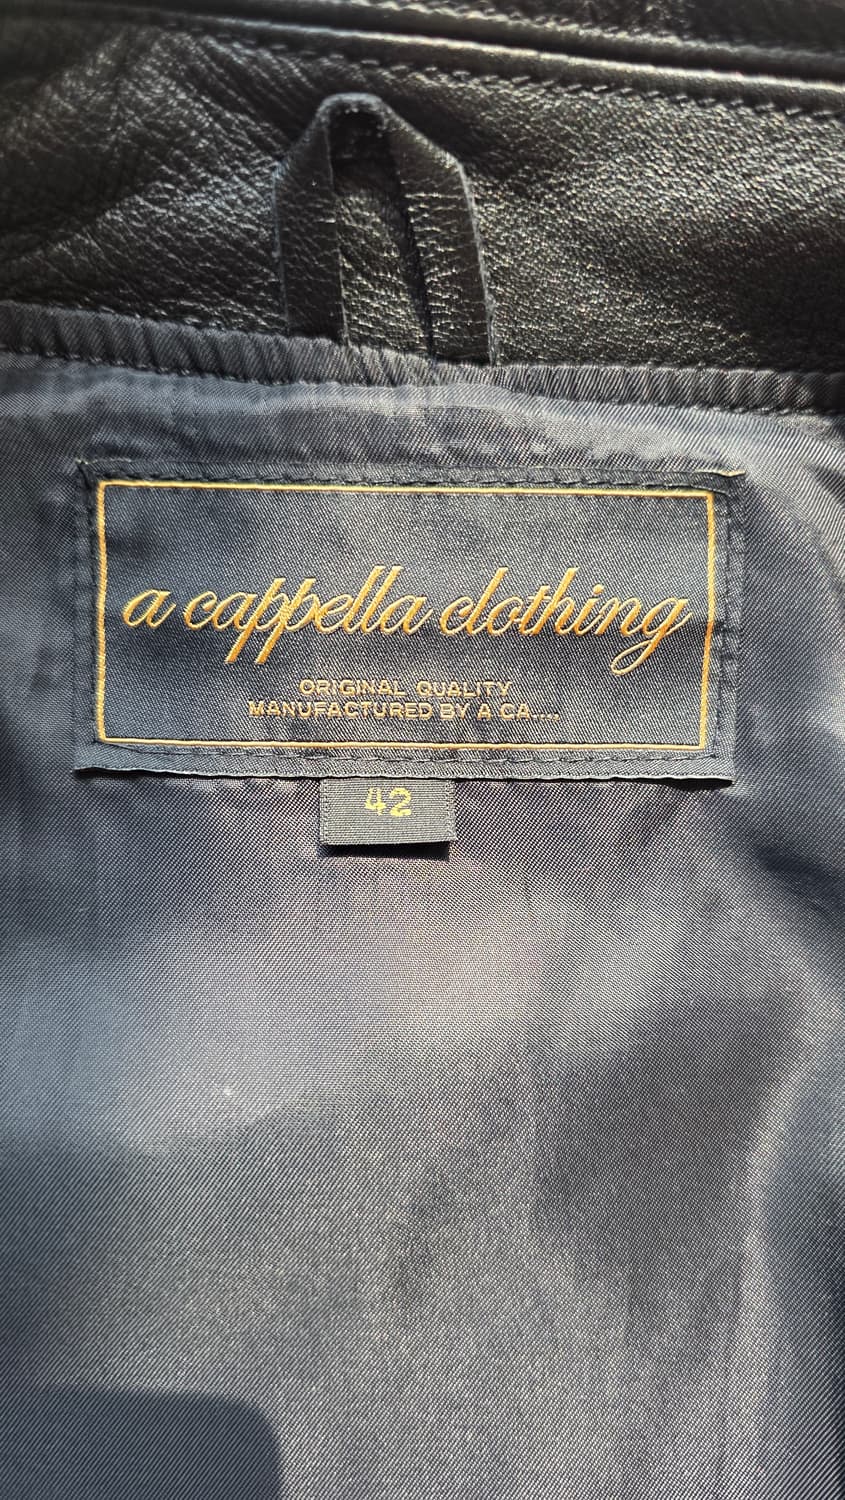 a cappella clothing
ORIGINAL QUALITY
MANUFACTURED BY A CA....
42